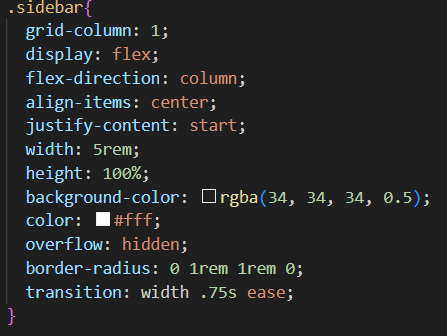 .sidebar{
grid-column: 1;
display: flex;
flex-direction: column;
align-items: center;
justify-content: start;
width: 5rem;
height: 100%;
background-color: rgba(34, 34, 34, 0.5);
color: #fff;
overflow: hidden;
border-radius: 0 1rem 1rem 0;
transition: width .75s ease;
}